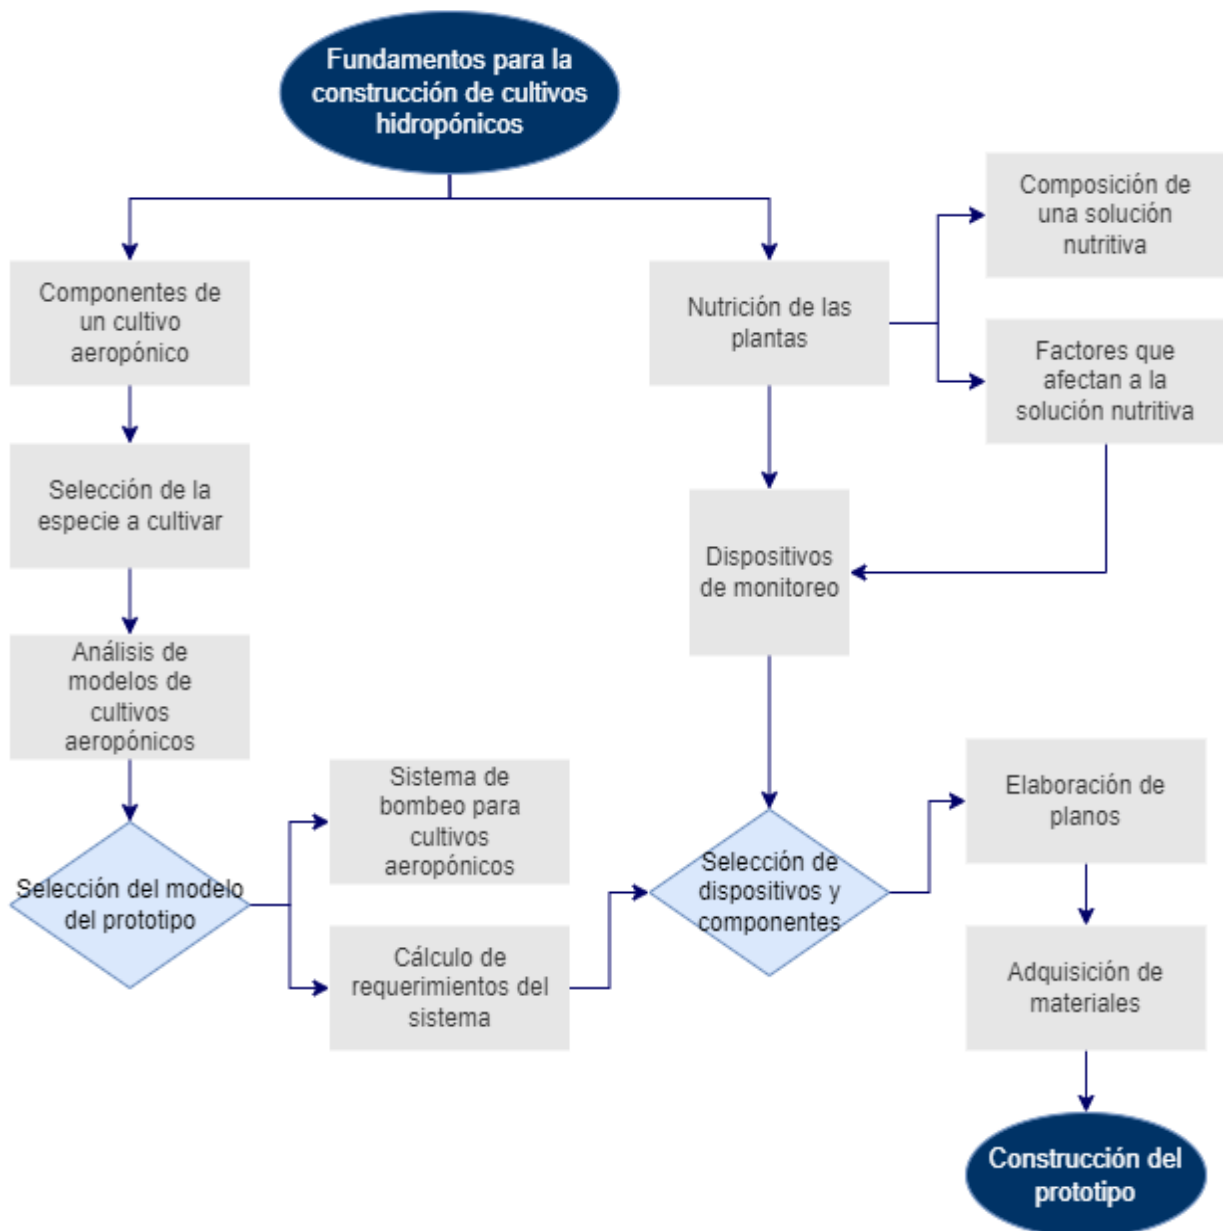 Fundamentos para la
construcción de cultivos
hidropónicos
Componentes de
un cultivo
aeropónico
Nutrición de las
plantas
Composición de
una solución
nutritiva
Factores que
afectan a la
solución nutritiva
Selección de la
especie a cultivar
Dispositivos
de monitoreo
Análisis de
modelos de
cultivos
aeropónicos
Selección del modelo
del prototipo
Sistema de
bombeo para
cultivos
aeropónicos
Cálculo de
requerimientos del
sistema
Selección de
dispositivos y
componentes
Elaboración de
planos
Adquisición de
materiales
Construcción del
prototipo